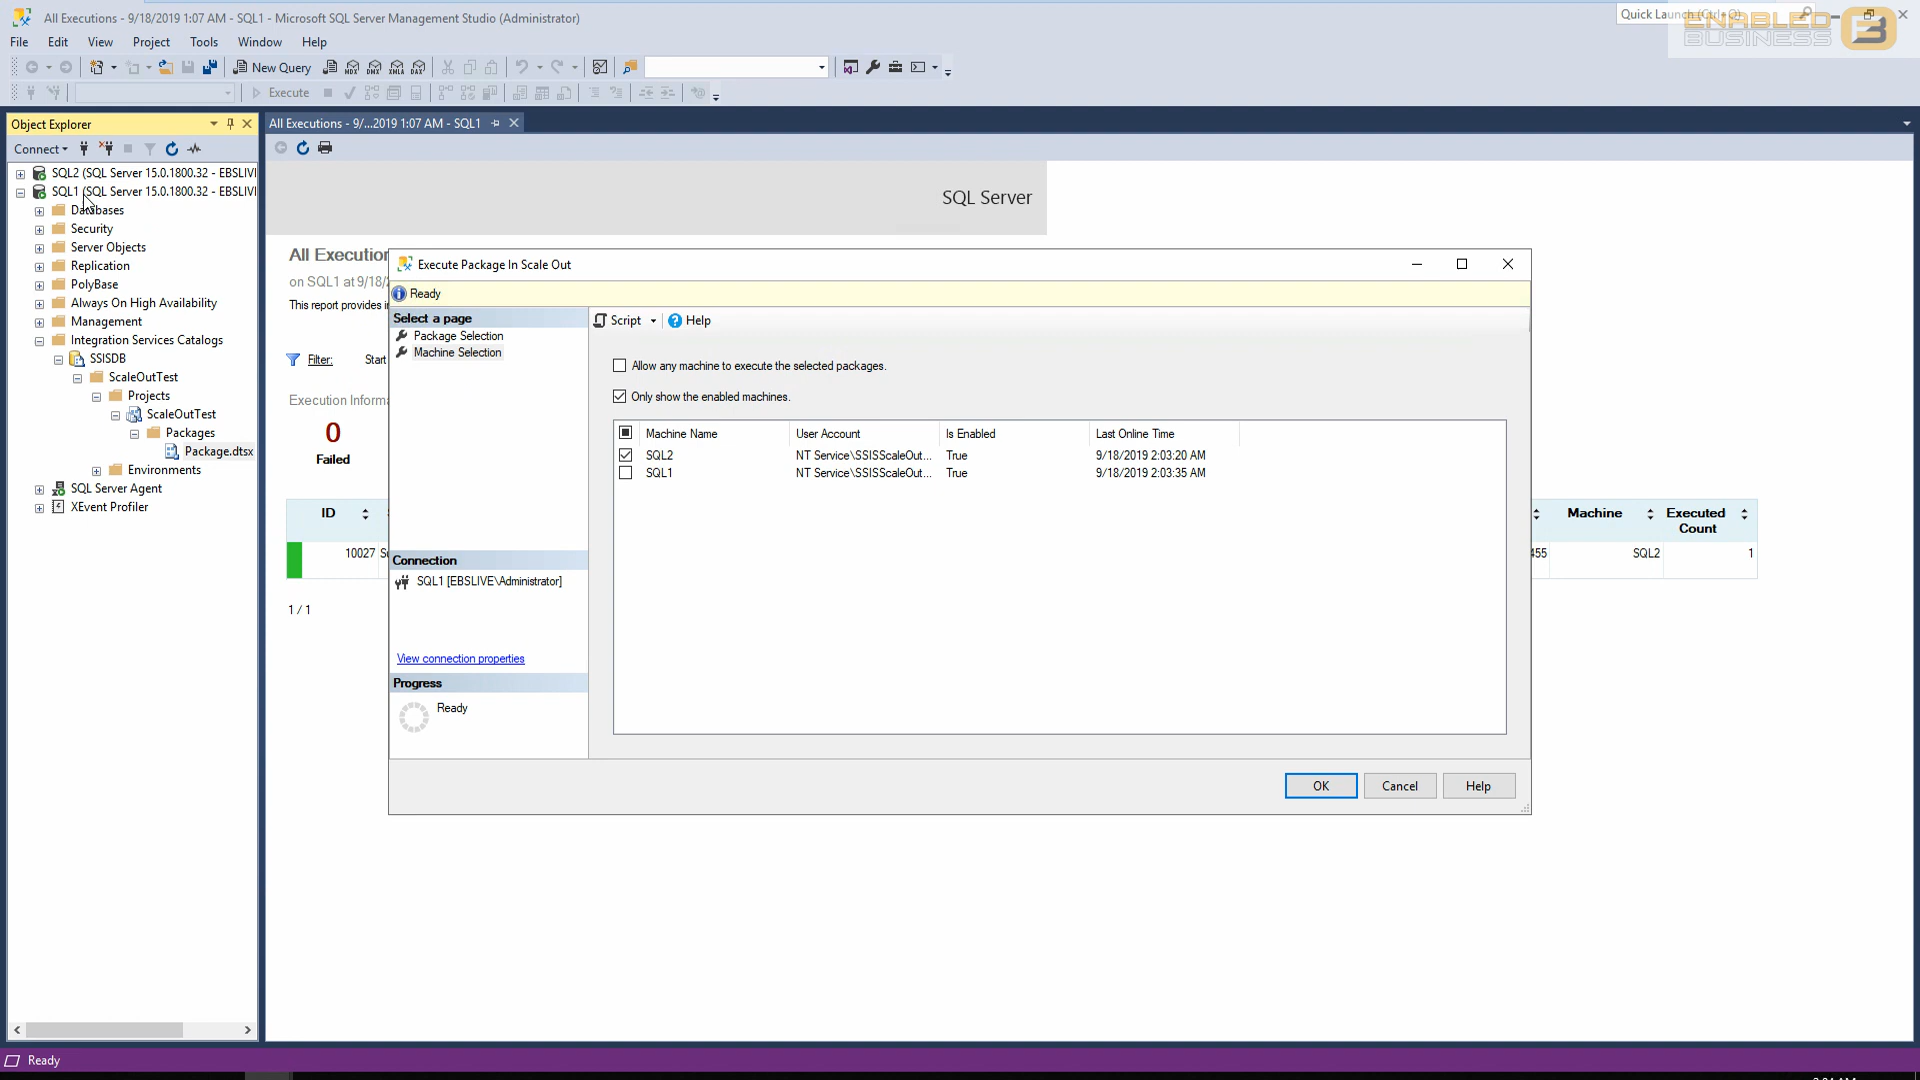 All Executions - 9/18/2019 1:07 AM - SQL1 - Microsoft SQL Server Management Studio (Administrator)
Quick Launch (Ctrl+Q)
ENABLED
BUSINESS
File Edit View Project Tools Window Help
New Query MDX DMX XMLA DAX
Execute
Object Explorer
All Executions - 9/...2019 1:07 AM - SQL1
Connect
SQL2 (SQL Server 15.0.1800.32 - EBSLIVI
SQL1 (SQL Server 15.0.1800.32 - EBSLIVI
Databases
Security
Server Objects
Replication
PolyBase
Always On High Availability
Management
Integration Services Catalogs
SSISDB
ScaleOutTest
Projects
ScaleOutTest
Packages
Package.dtsx
Environments
SQL Server Agent
XEvent Profiler
SQL Server
All Execution
on SQL1 at 9/18/
This report provides i
Filter: Start
Execution Informa
0
Failed
ID
10027
Machine
Executed
Count
455 SQL2 1
1 / 1
Execute Package In Scale Out
Ready
Select a page
Package Selection
Machine Selection
Script Help
Allow any machine to execute the selected packages.
Only show the enabled machines.
Machine Name User Account Is Enabled Last Online Time
SQL2 NT Service\SSISScaleOut... True 9/18/2019 2:03:20 AM
SQL1 NT Service\SSISScaleOut... True 9/18/2019 2:03:35 AM
Connection
SQL1 [EBSLIVE\Administrator]
View connection properties
Progress
Ready
OK Cancel Help
Ready